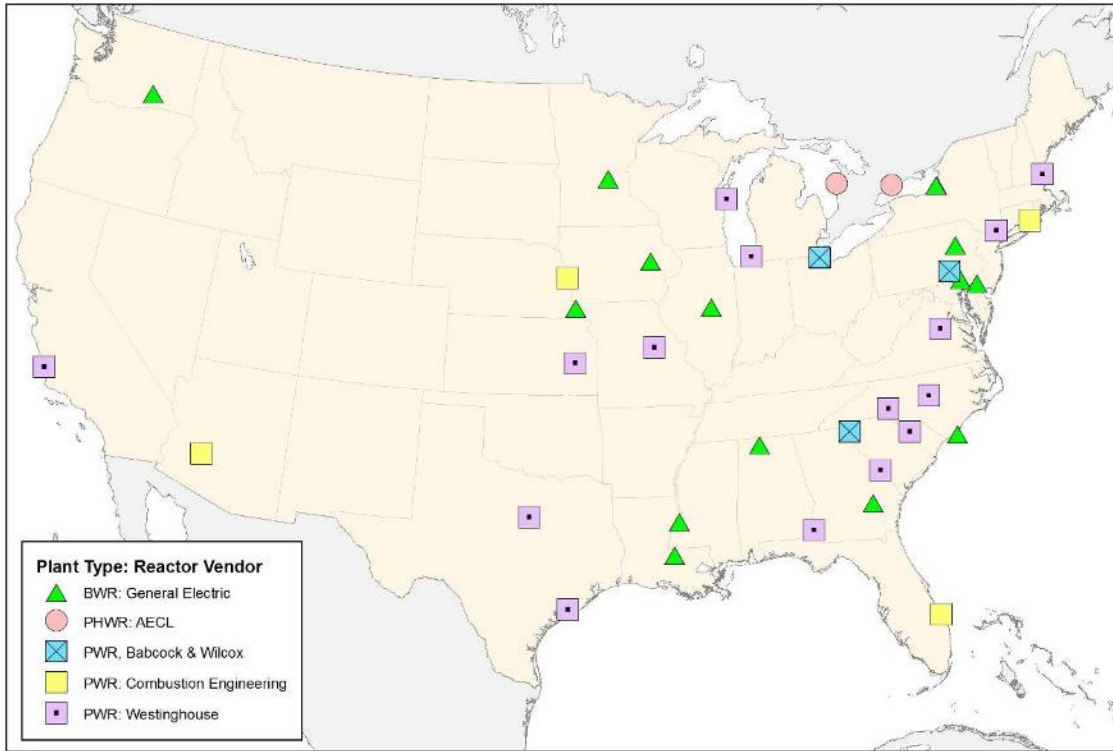 Plant Type: Reactor Vendor
BWR: General Electric
PHWR: AECL
PWR, Babcock & Wilcox
PWR: Combustion Engineering
PWR: Westinghouse